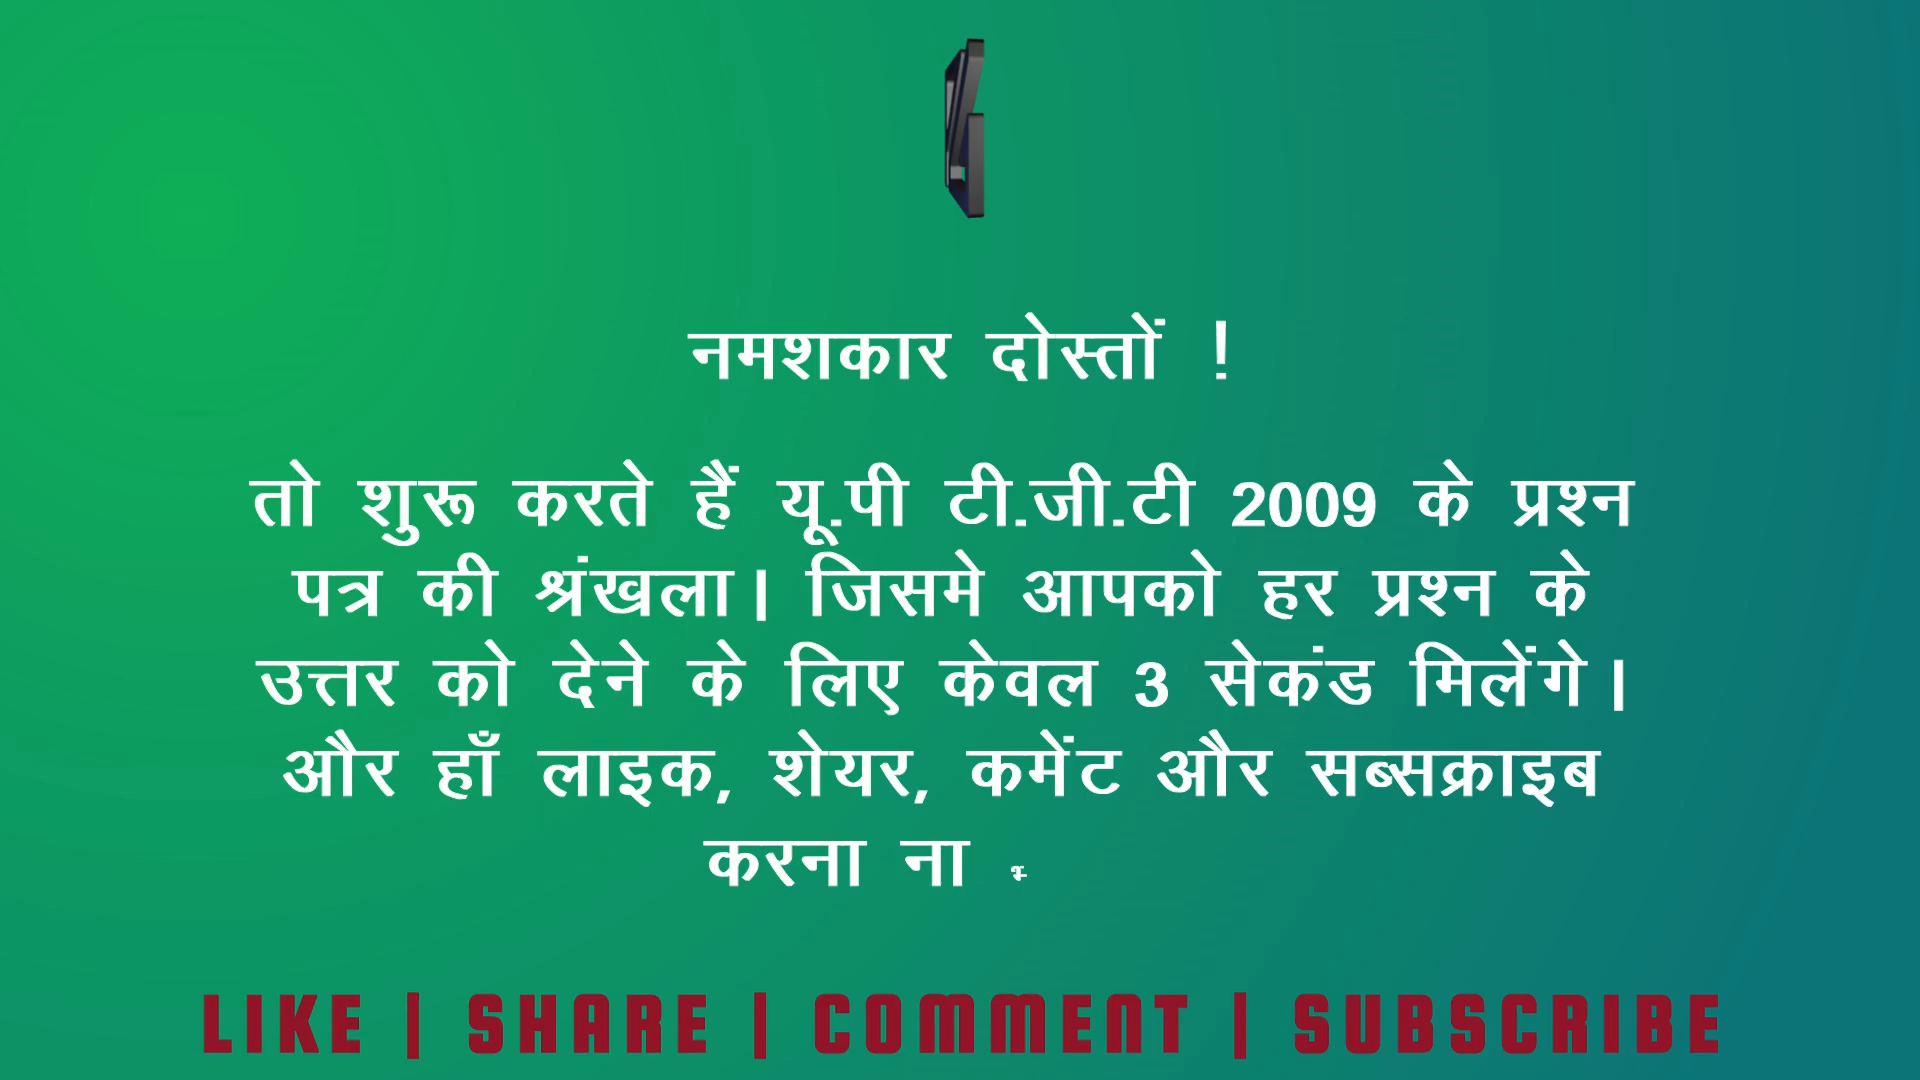 नमशकार दोस्तों !
तो शुरू करते हैं यू.पी टी.जी.टी 2009 के प्रश्न
पत्र की श्रंखला। जिसमे आपको हर प्रश्न के
उत्तर को देने के लिए केवल 3 सेकंड मिलेंगे।
और हाँ लाइक, शेयर, कमेंट और सब्सक्राइब
करना ना
LIKE | SHARE | COMMENT | SUBSCRIBE